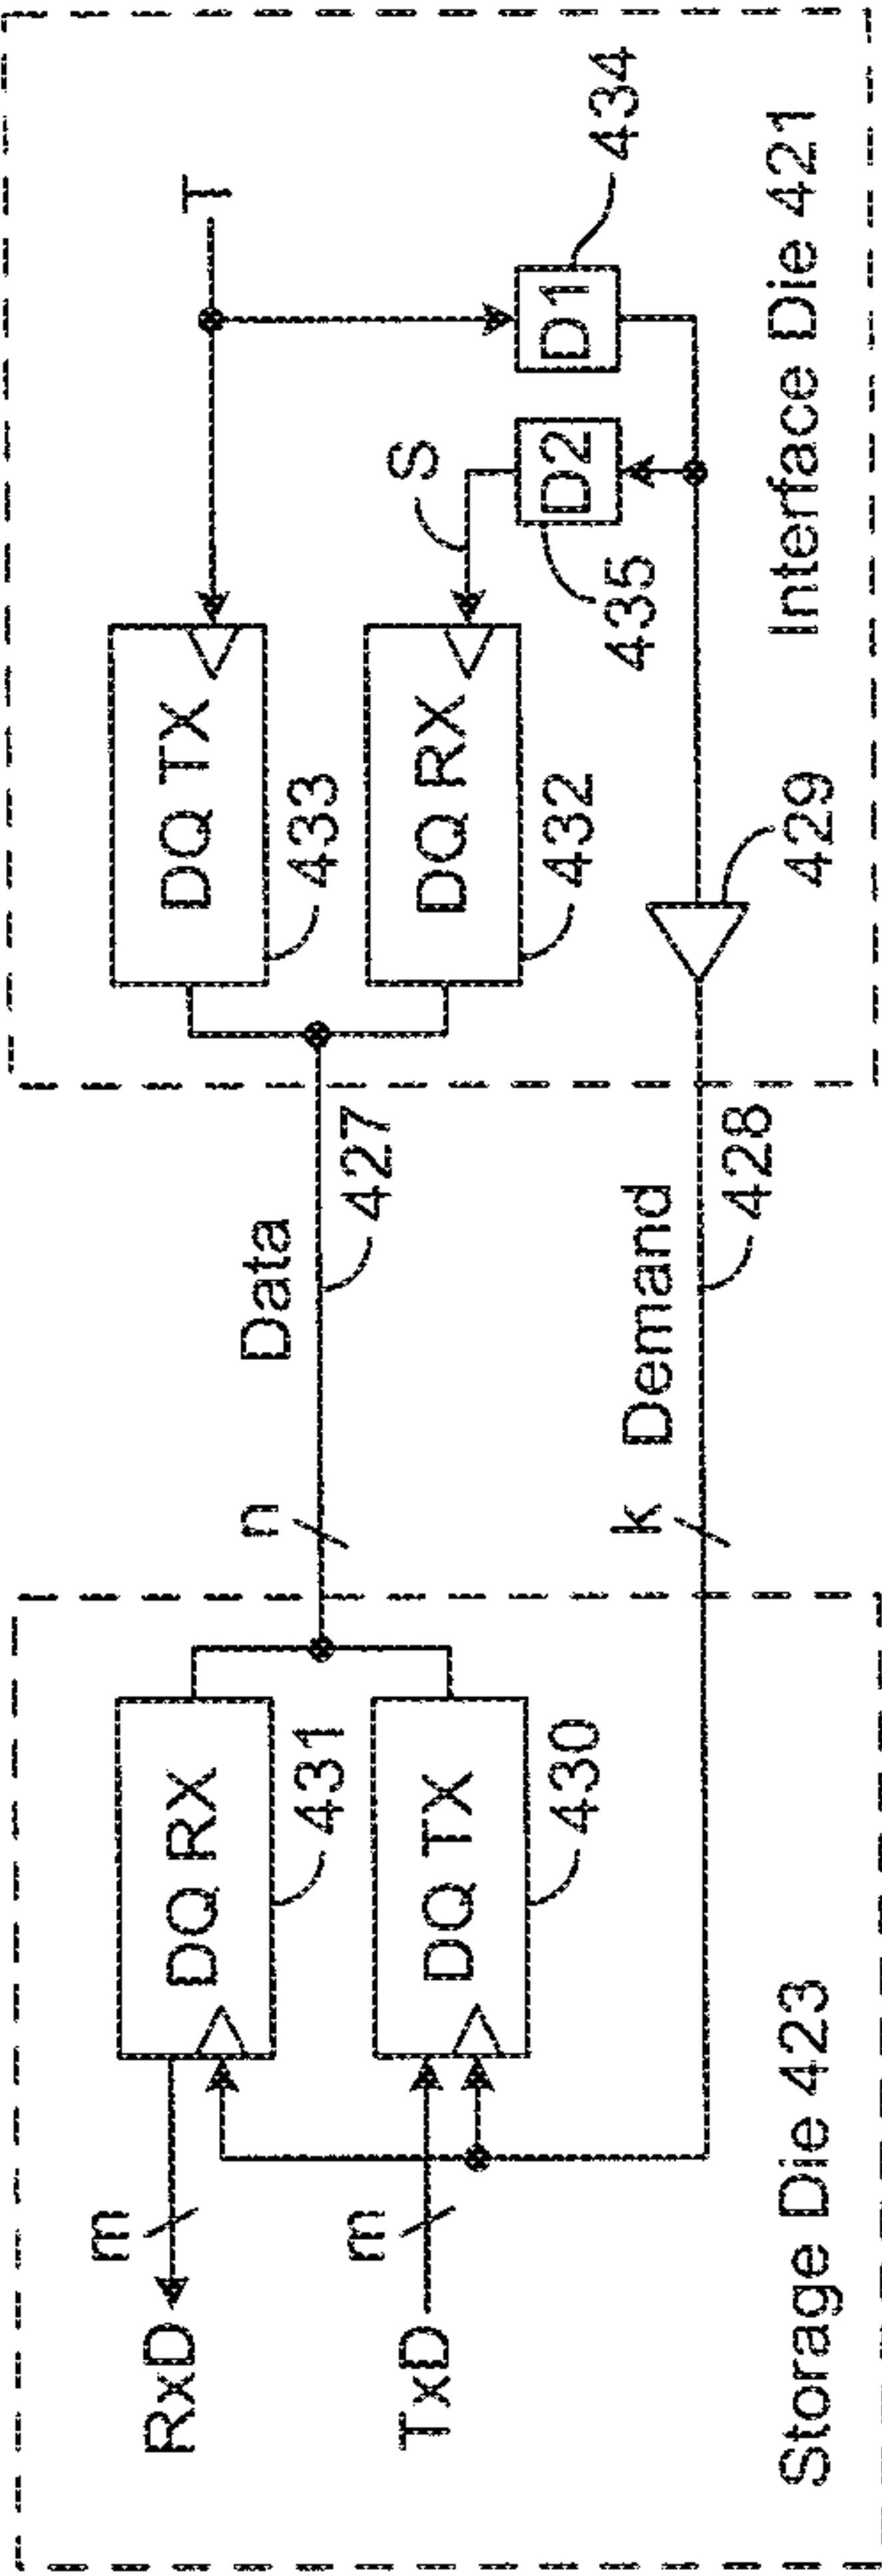 RxD
m
DQ RX
431
n
Data
427
DQ TX
433
T
TxD
m
DQ TX
430
DQ RX
432
S
D2
435
D1
434
k
Demand
428
429
Storage Die 423
Interface Die 421